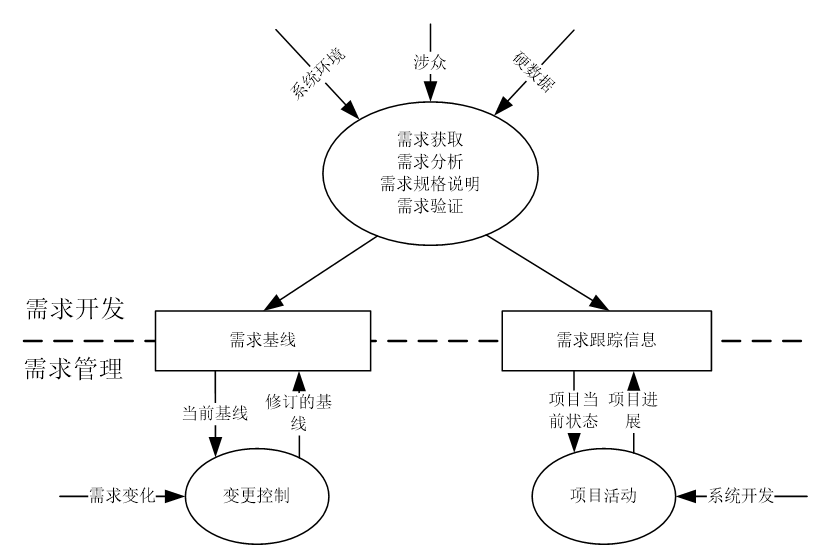 系统环境
涉众
硬数据
需求获取
需求分析
需求规格说明
需求验证
需求开发
需求基线
需求跟踪信息
需求管理
当前基线
修订的基
线
项目当
前状态
项目进
展
需求变化
变更控制
项目活动
系统开发